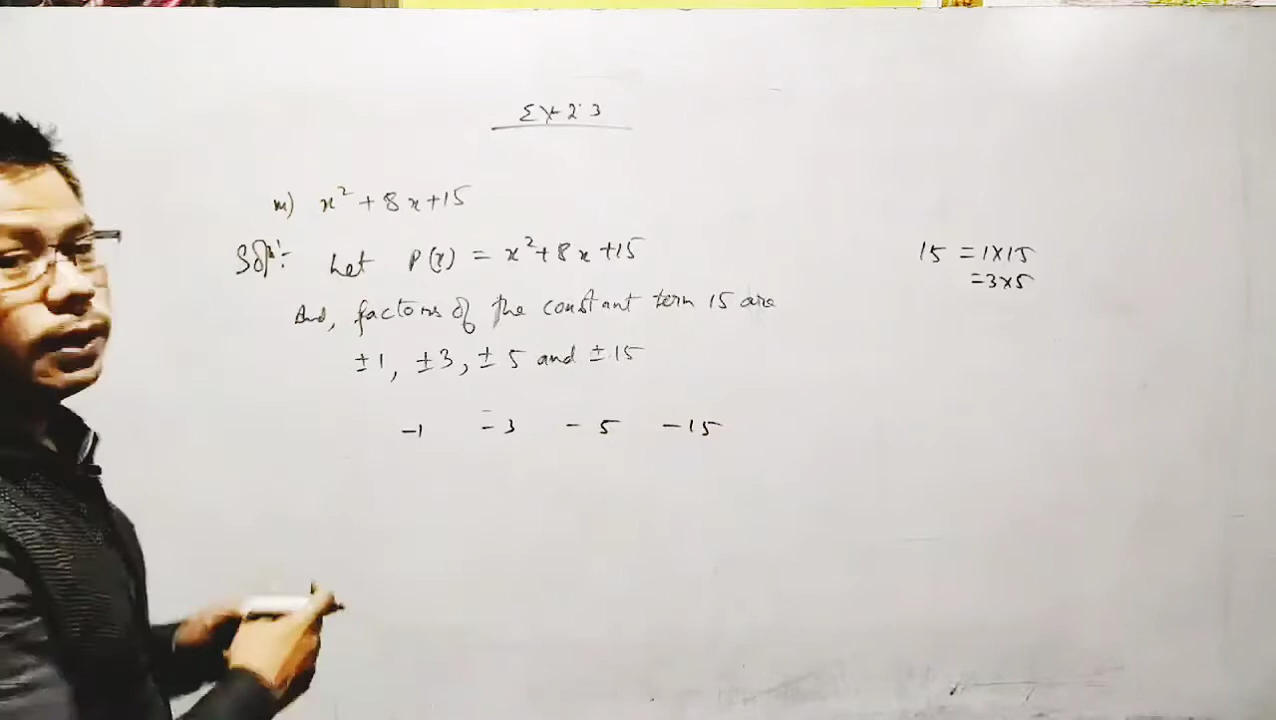 Ex-2.3
m) x² + 8x + 15
Solⁿ: Let P(x) = x² + 8x + 15
And, factors of the constant term 15 are
±1, ±3, ±5 and ±15
-1 -3 -5 -15
15 = 1×15
= 3×5